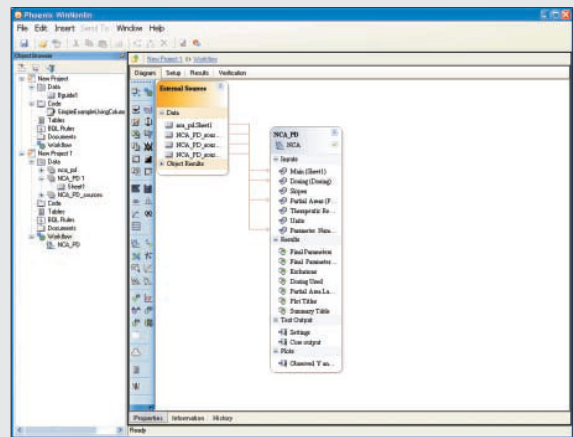 Phoenix WinNonlin
File Edit Insert Send To Window Help
Object Browser
New Project 1 Workflow
Diagram Setup Results Verification
New Project
Data
Bguide1
Code
Tables
BQL Rules
Documents
Workflow
New Project 1
Data
nca_pd
NCA_PD 1
Sheet1
NCA_PD_sources
Code
Tables
BQL Rules
Documents
Workflow
NCA_PD
External Sources
Data
nca_pd.Sheet1
NCA_PD_sour...
NCA_PD_sour...
NCA_PD_sour...
Object Results
NCA_PD
NCA
Inputs
Main (Sheet1)
Dosing (Dosing)
Slopes
Partial Areas (P...
Therapeutic Re...
Units
Parameter Nam...
Results
Final Parameters
Final Parameter...
Exclusions
Dosing Used
Partial Area La...
Plot Titles
Summary Table
Text Output
Settings
Core output
Plots
Observed Y an...
Properties Information History
Ready